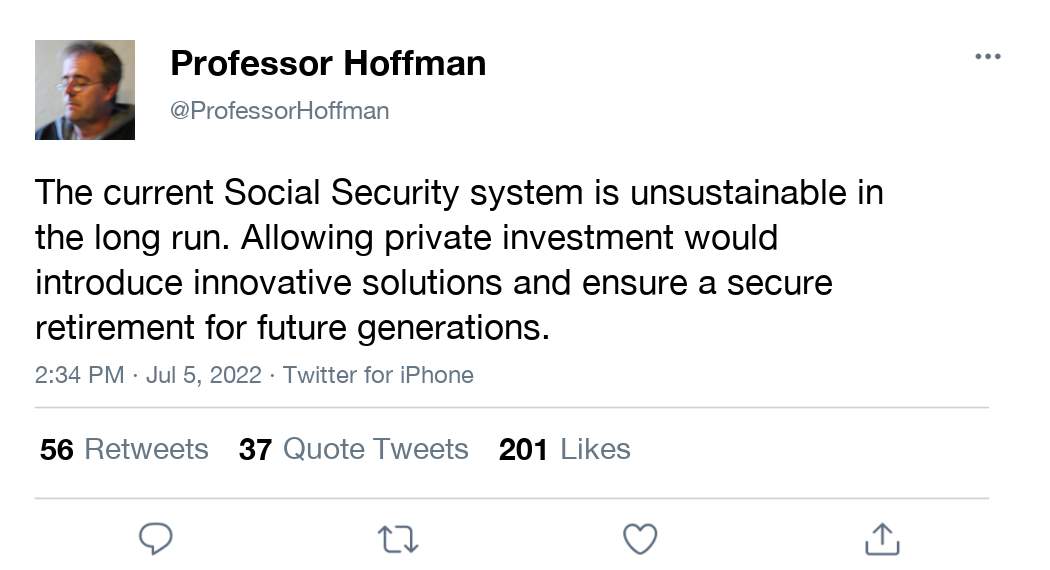 Professor Hoffman
@ProfessorHoffman
The current Social Security system is unsustainable in
the long run. Allowing private investment would
introduce innovative solutions and ensure a secure
retirement for future generations.
2:34 PM · Jul 5, 2022 · Twitter for iPhone
56 Retweets 37 Quote Tweets 201 Likes